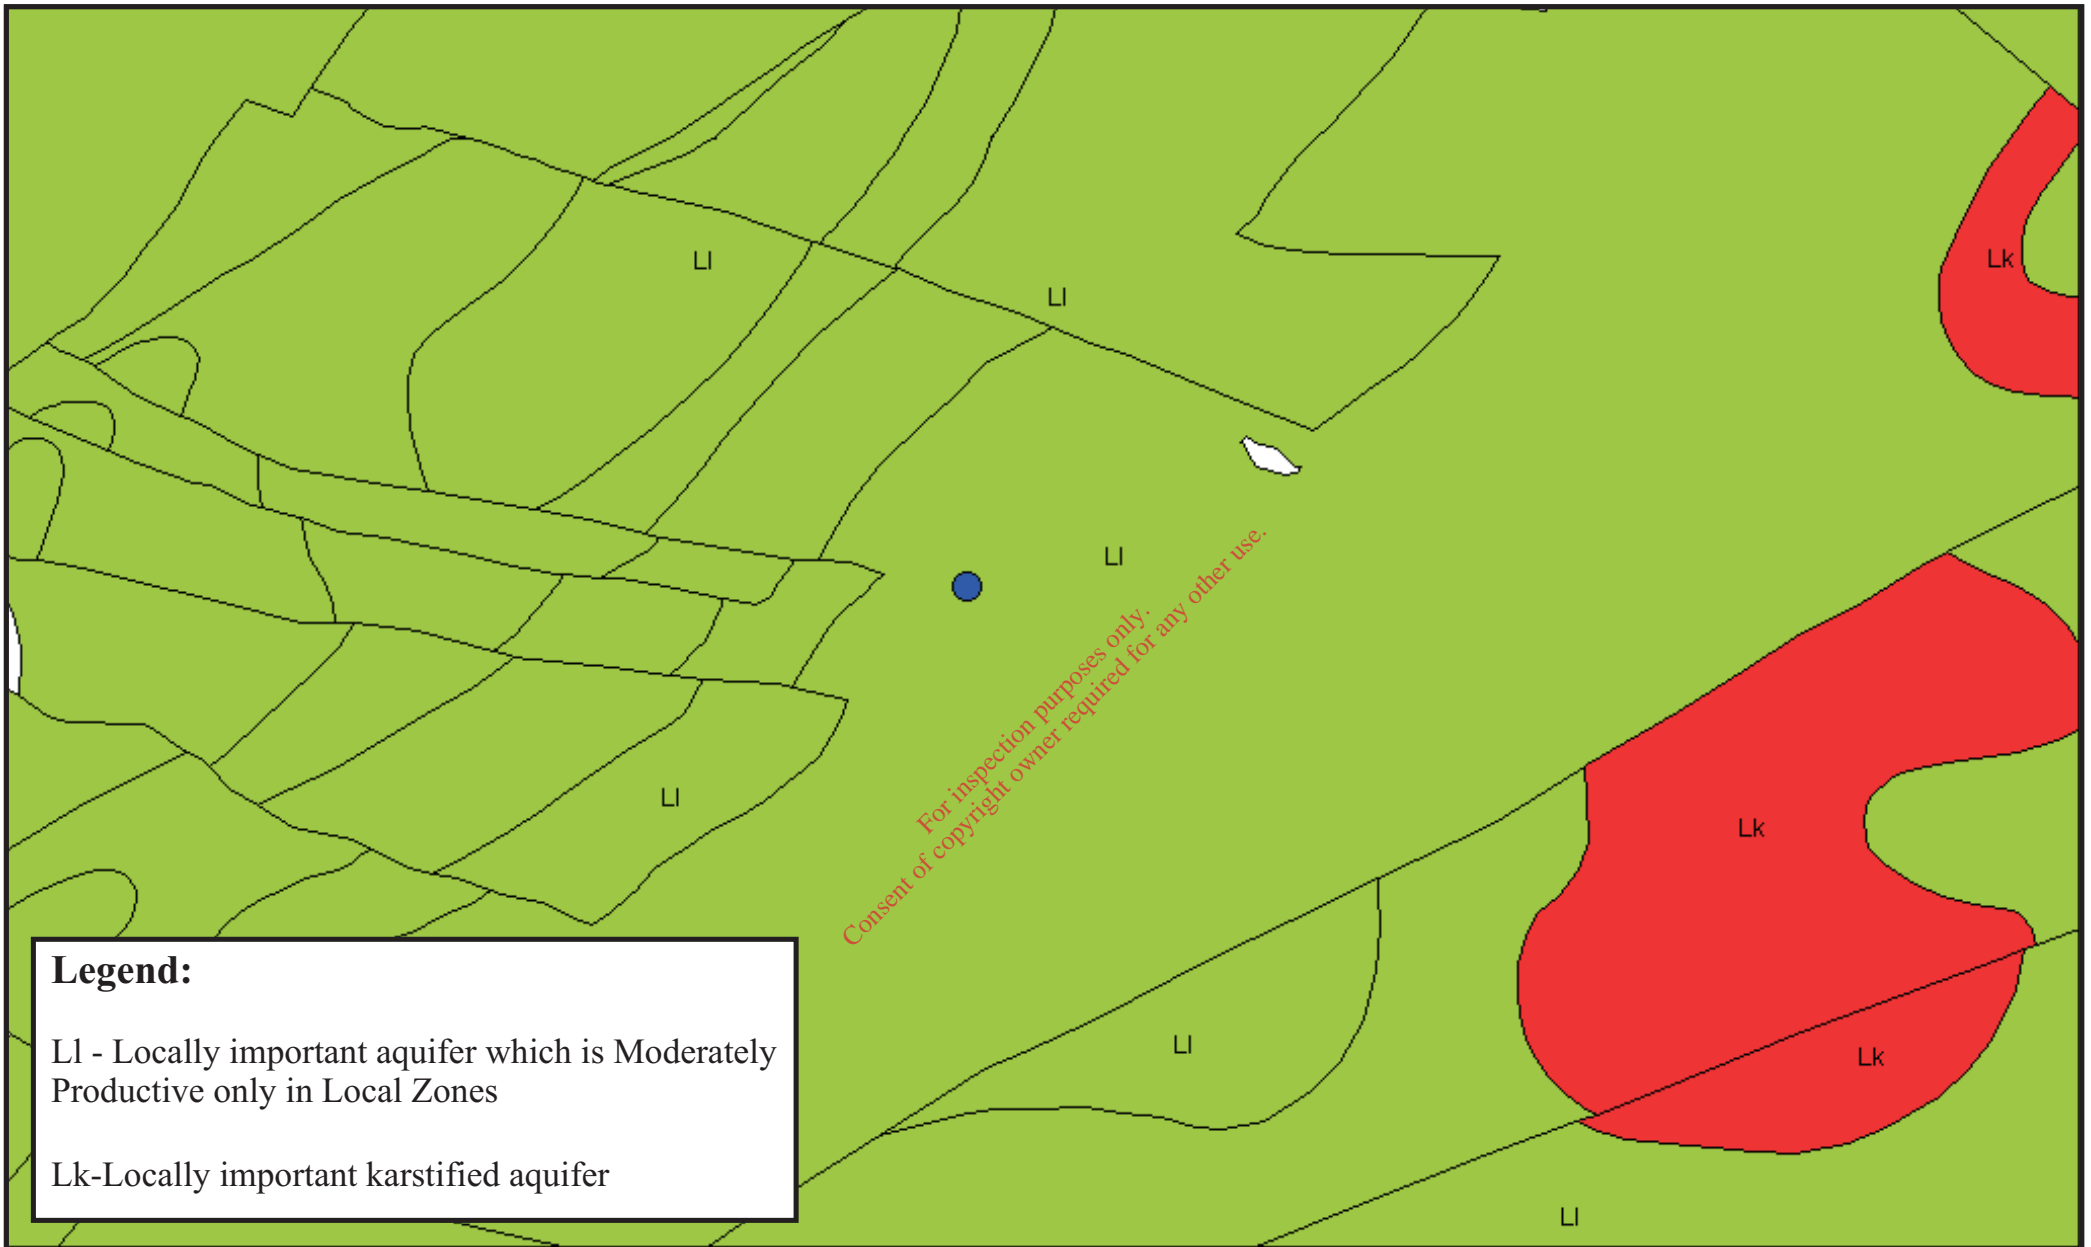 Lk
Ll
Ll
Ll
For inspection purposes only.
Consent of copyright owner required for any other use.
Ll
Lk
Ll
Lk
Ll
Legend:
Ll - Locally important aquifer which is Moderately
Productive only in Local Zones
Lk-Locally important karstified aquifer